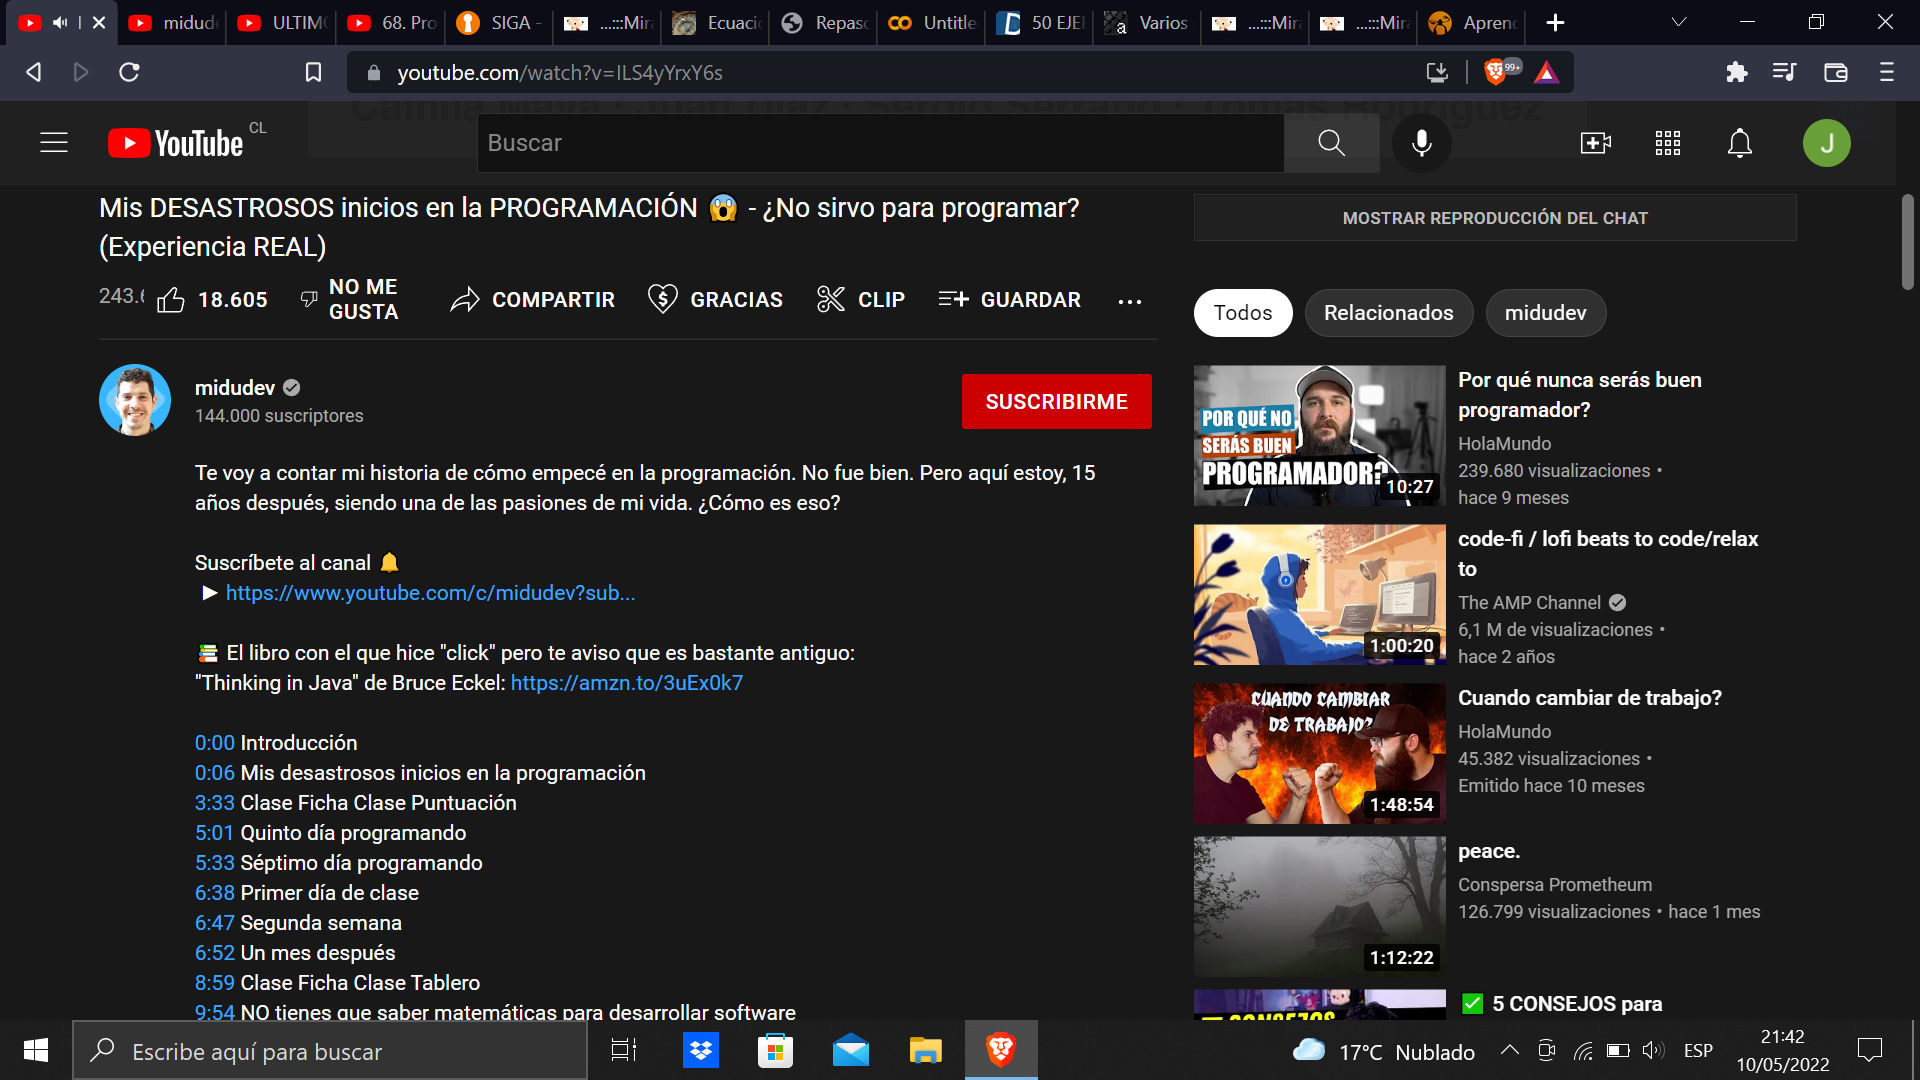 midud
ULTIM
68. Pro
SIGA -
...:::Mir
Ecuaci
Repas
Untitle
50 EJE
Varios
...:::Mir
...:::Mir
Aprend
youtube.com/watch?v=ILS4yYrxY6s
99+
Camila Maya · Juan Díaz · Sergio Serrano · Tomás Rodríguez
YouTube CL
Buscar
J
Mis DESASTROSOS inicios en la PROGRAMACIÓN 😱 - ¿No sirvo para programar?
(Experiencia REAL)
243.6
18.605
NO ME
GUSTA
COMPARTIR
GRACIAS
CLIP
GUARDAR
midudev
144.000 suscriptores
SUSCRIBIRME
Te voy a contar mi historia de cómo empecé en la programación. No fue bien. Pero aquí estoy, 15
años después, siendo una de las pasiones de mi vida. ¿Cómo es eso?
Suscríbete al canal 🔔
▶ https://www.youtube.com/c/midudev?sub...
📚 El libro con el que hice "click" pero te aviso que es bastante antiguo:
"Thinking in Java" de Bruce Eckel: https://amzn.to/3uEx0k7
0:00 Introducción
0:06 Mis desastrosos inicios en la programación
3:33 Clase Ficha Clase Puntuación
5:01 Quinto día programando
5:33 Séptimo día programando
6:38 Primer día de clase
6:47 Segunda semana
6:52 Un mes después
8:59 Clase Ficha Clase Tablero
9:54 NO tienes que saber matemáticas para desarrollar software
MOSTRAR REPRODUCCIÓN DEL CHAT
Todos
Relacionados
midudev
POR QUÉ NO
SERÁS BUEN
PROGRAMADOR?
10:27
Por qué nunca serás buen
programador?
HolaMundo
239.680 visualizaciones •
hace 9 meses
1:00:20
code-fi / lofi beats to code/relax
to
The AMP Channel
6,1 M de visualizaciones •
hace 2 años
CUANDO CAMBIAR
DE TRABAJO?
1:48:54
Cuando cambiar de trabajo?
HolaMundo
45.382 visualizaciones •
Emitido hace 10 meses
1:12:22
peace.
Conspersa Prometheum
126.799 visualizaciones • hace 1 mes
5 CONSEJOS
✅ 5 CONSEJOS para
Escribe aquí para buscar
17°C Nublado
ESP
21:42
10/05/2022